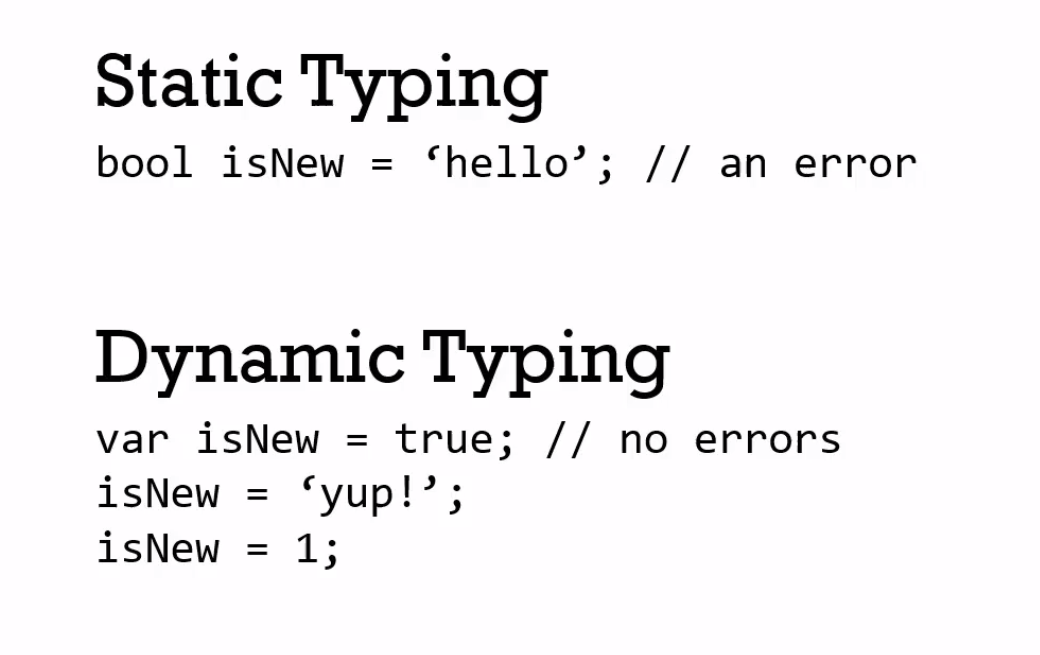 Static Typing
bool isNew = ‘hello’; // an error
Dynamic Typing
var isNew = true; // no errors
isNew = ‘yup!’;
isNew = 1;